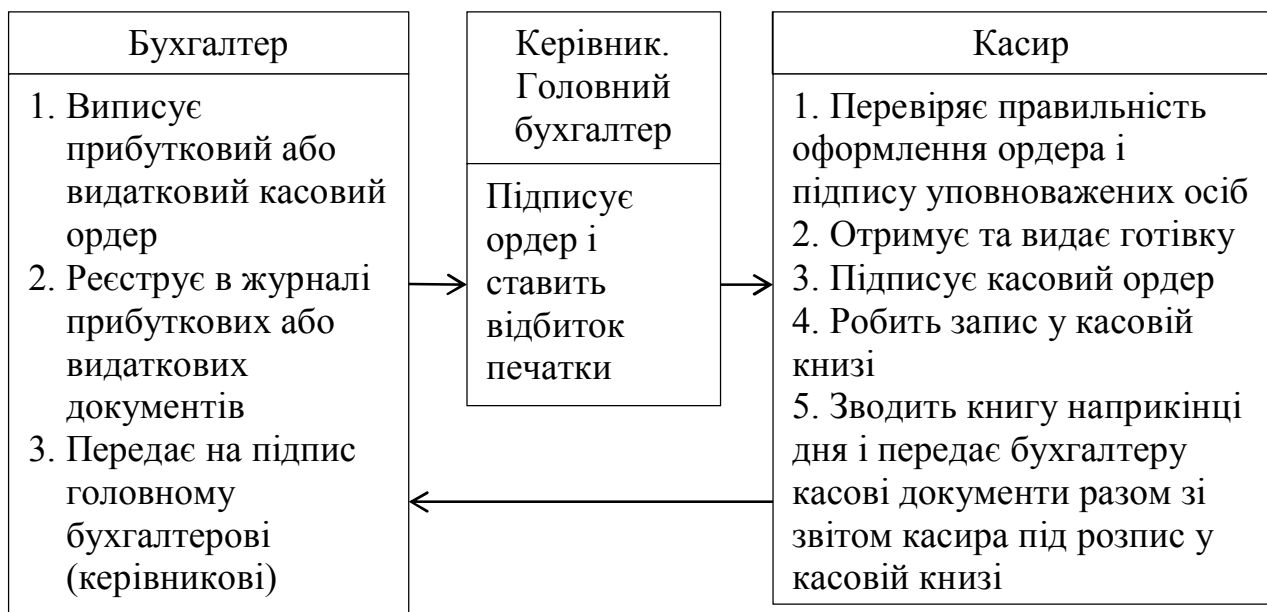 Бухгалтер
1. Виписує
прибутковий або
видатковий касовий
ордер
2. Реєструє в журналі
прибуткових або
видаткових
документів
3. Передає на підпис
головному
бухгалтерові
(керівникові)
Керівник.
Головний
бухгалтер
Підписує
ордер і
ставить
відбиток
печатки
Касир
1. Перевіряє правильність
оформлення ордера і
підпису уповноважених осіб
2. Отримує та видає готівку
3. Підписує касовий ордер
4. Робить запис у касовій
книзі
5. Зводить книгу наприкінці
дня і передає бухгалтеру
касові документи разом зі
звітом касира під розпис у
касовій книзі